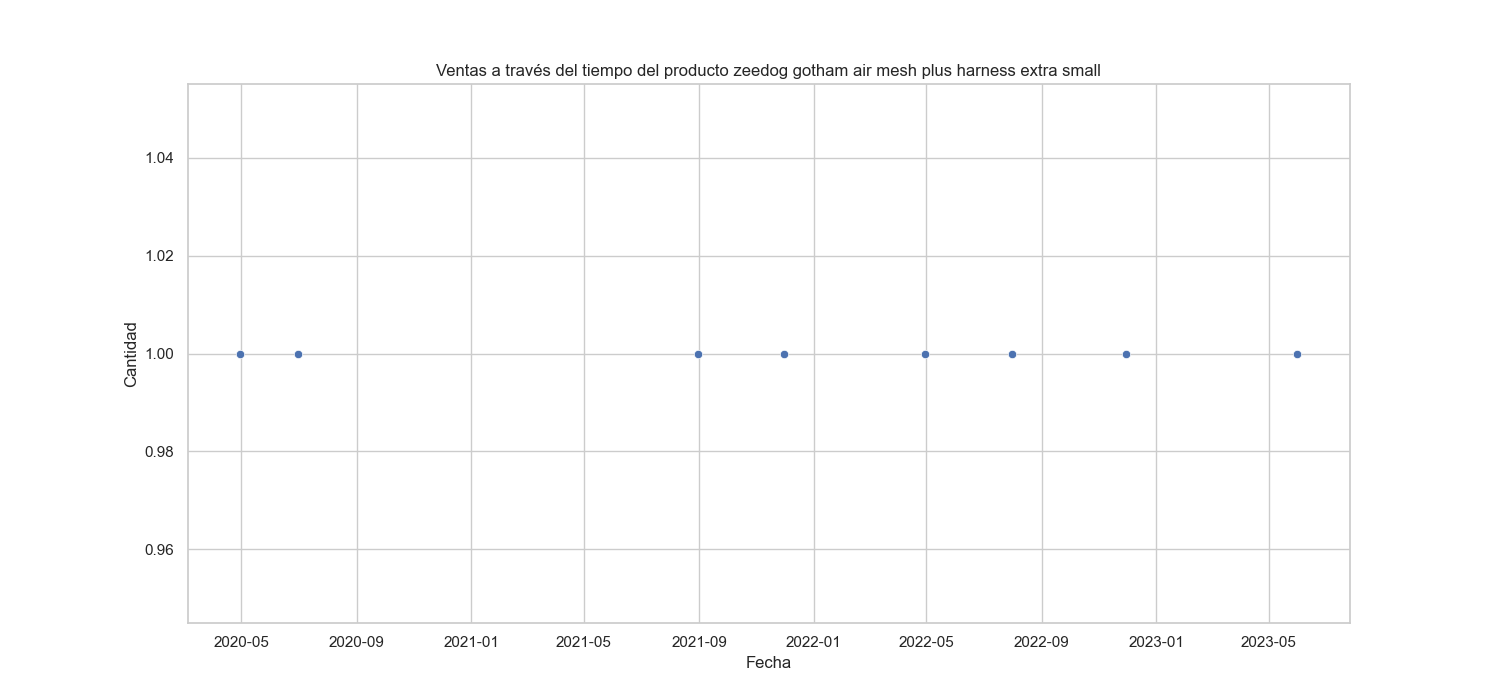 Ventas a través del tiempo del producto zeedog gotham air mesh plus harness extra small
1.04
1.02
1.00
0.98
0.96
Cantidad
2020-05 2020-09 2021-01 2021-05 2021-09 2022-01 2022-05 2022-09 2023-01 2023-05
Fecha